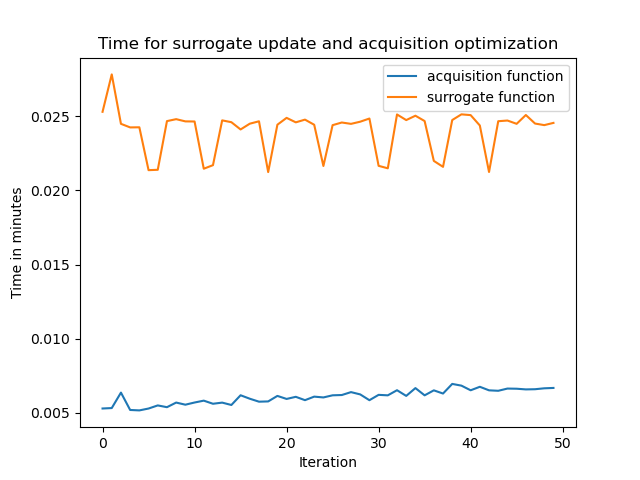 Time for surrogate update and acquisition optimization
acquisition function
surrogate function
Time in minutes
0.025
0.020
0.015
0.010
0.005
0 10 20 30 40 50
Iteration